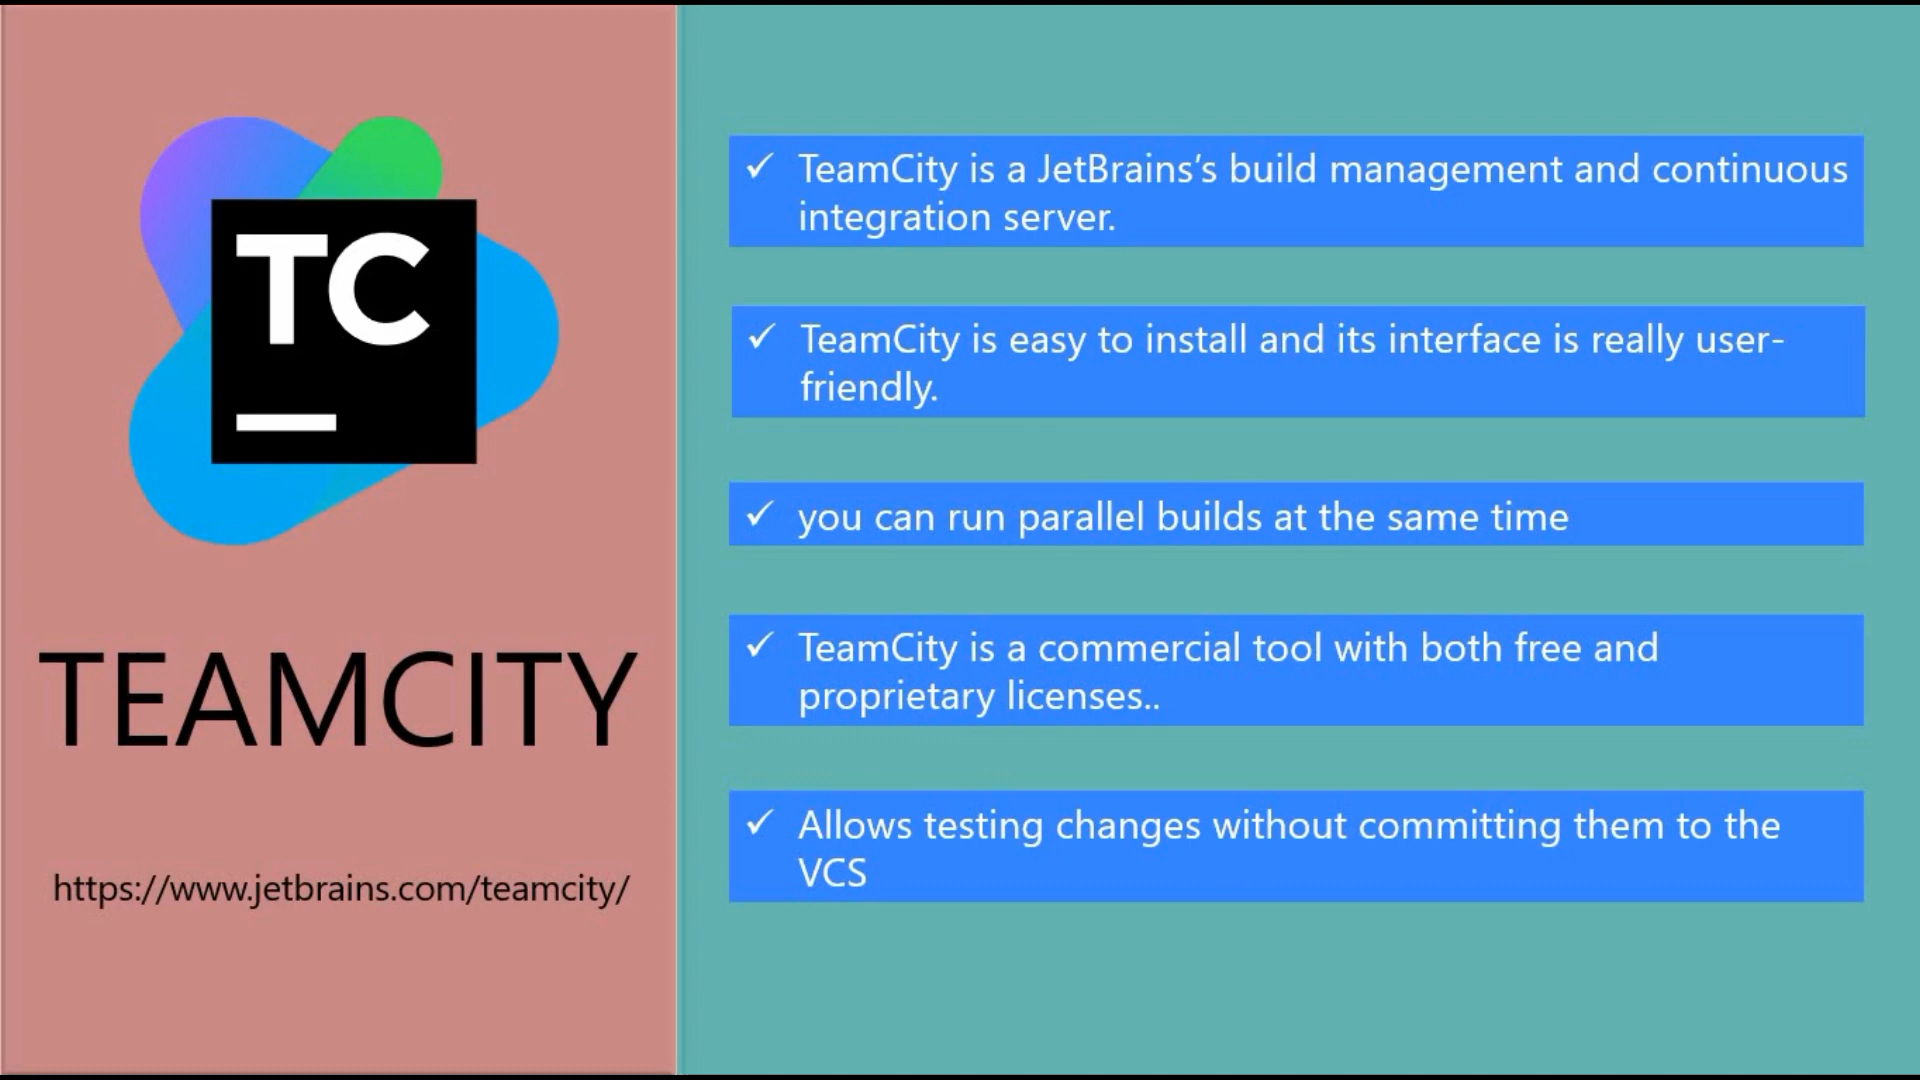 TC
TEAMCITY
https://www.jetbrains.com/teamcity/
✓ TeamCity is a JetBrains’s build management and continuous
integration server.
✓ TeamCity is easy to install and its interface is really user-
friendly.
✓ you can run parallel builds at the same time
✓ TeamCity is a commercial tool with both free and
proprietary licenses..
✓ Allows testing changes without committing them to the
VCS